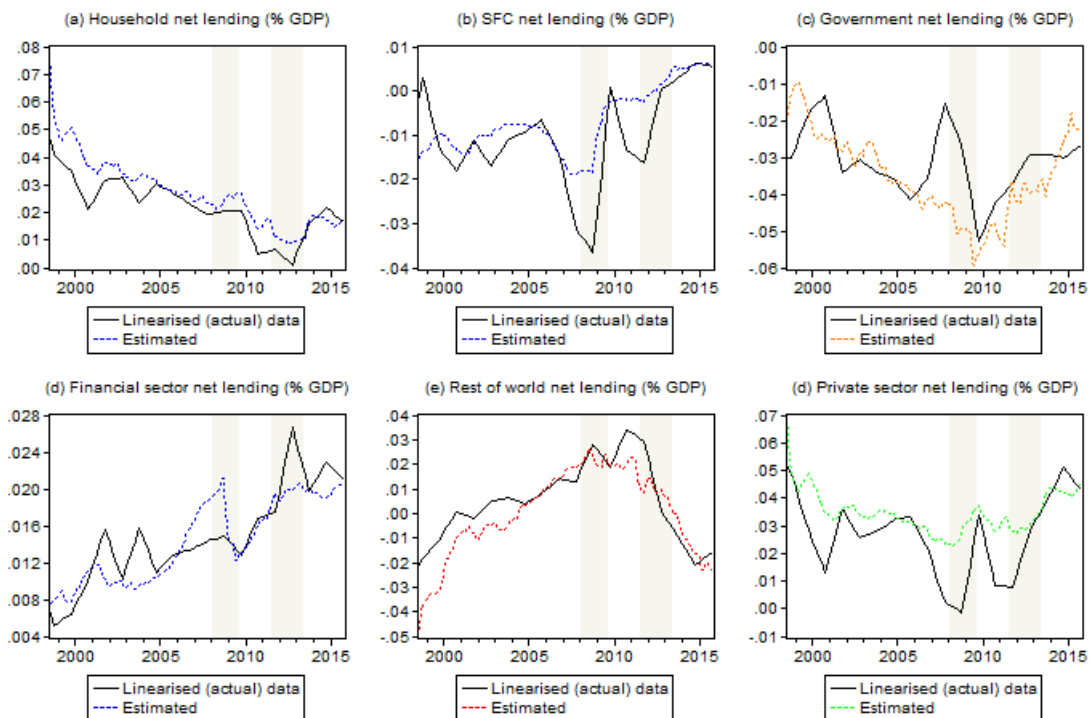 (a) Household net lending (% GDP)
(b) SFC net lending (% GDP)
(c) Government net lending (% GDP)
.08
.07
.06
.05
.04
.03
.02
.01
.00
2000 2005 2010 2015
Linearised (actual) data
Estimated
.01
.00
-.01
-.02
-.03
-.04
2000 2005 2010 2015
Linearised (actual) data
Estimated
.00
-.01
-.02
-.03
-.04
-.05
-.06
2000 2005 2010 2015
Linearised (actual) data
Estimated
(d) Financial sector net lending (% GDP)
(e) Rest of world net lending (% GDP)
(d) Private sector net lending (% GDP)
.028
.024
.020
.016
.012
.008
.004
2000 2005 2010 2015
Linearised (actual) data
Estimated
.04
.03
.02
.01
.00
-.01
-.02
-.03
-.04
-.05
2000 2005 2010 2015
Linearised (actual) data
Estimated
.07
.06
.05
.04
.03
.02
.01
.00
-.01
2000 2005 2010 2015
Linearised (actual) data
Estimated